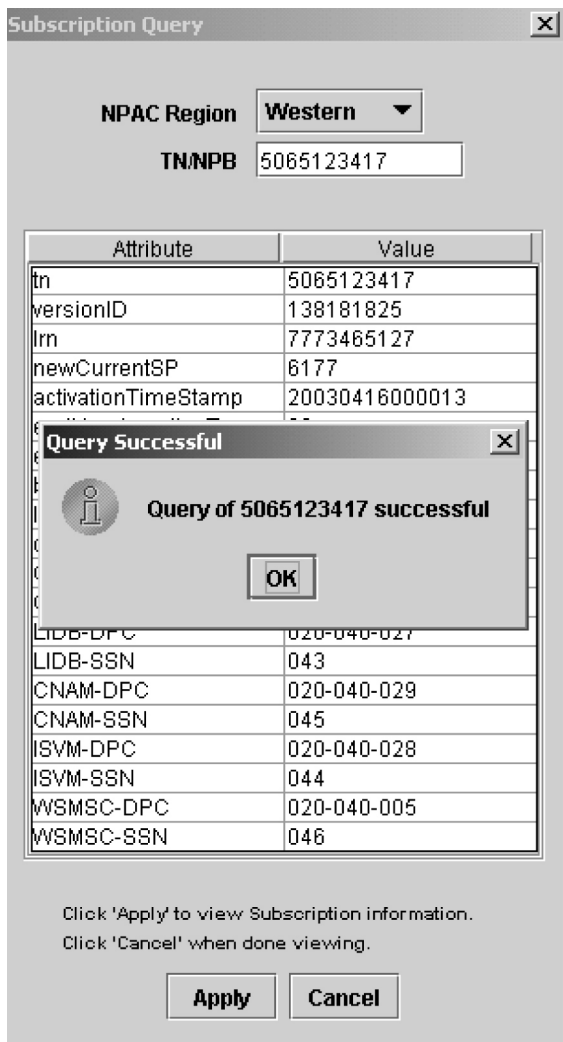 Subscription Query
NPAC Region Western
TN/NPB 5065123417
Attribute Value
tn 5065123417
versionID 138181825
lrn 7773465127
newCurrentSP 6177
activationTimeStamp 20030416000013
Query Successful
Query of 5065123417 successful
OK
LIDB-DPC 020-040-027
LIDB-SSN 043
CNAM-DPC 020-040-029
CNAM-SSN 045
ISVM-DPC 020-040-028
ISVM-SSN 044
WSMSC-DPC 020-040-005
WSMSC-SSN 046
Click 'Apply' to view Subscription information.
Click 'Cancel' when done viewing.
Apply Cancel